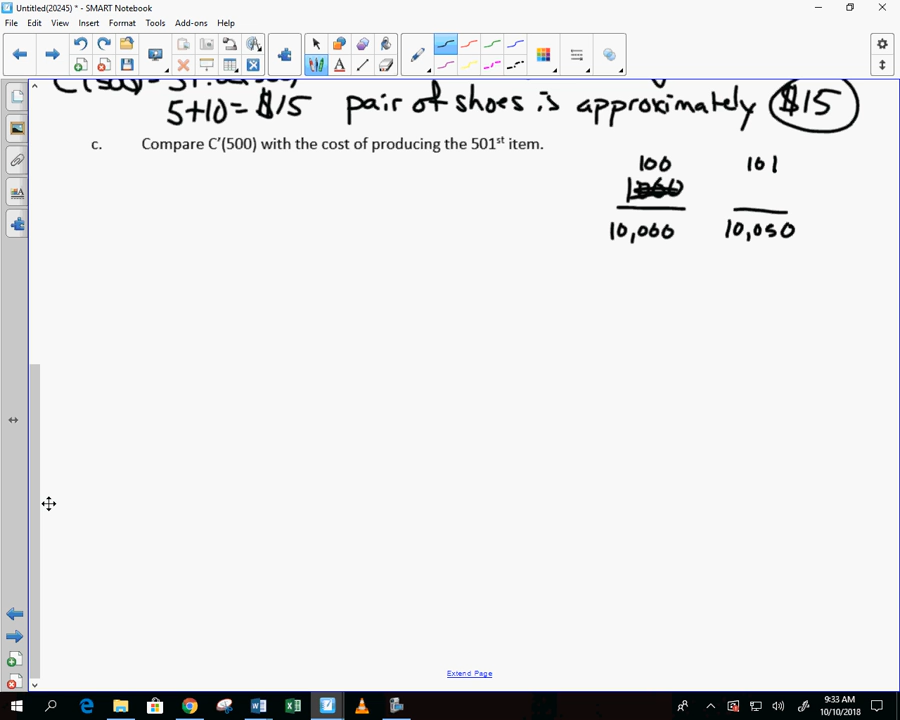 Untitled(20245) * - SMART Notebook
File Edit View Insert Format Tools Add-ons Help
5+10=$15 pair of shoes is approximately $15
c. Compare C'(500) with the cost of producing the 501st item.
100 101
10,000 10,050
Extend Page
9:33 AM
10/10/2018